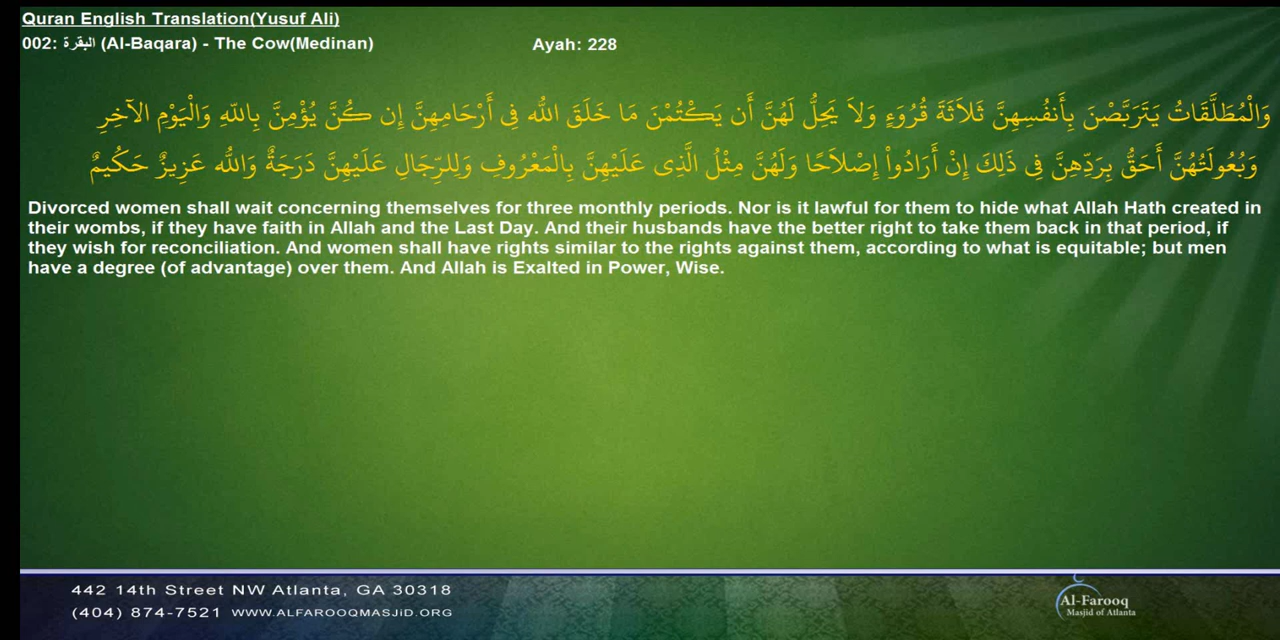 Quran English Translation(Yusuf Ali)
002: البقرة (Al-Baqara) - The Cow(Medinan) Ayah: 228
وَالْمُطَلَّقَاتُ يَتَرَبَّصْنَ بِأَنفُسِهِنَّ ثَلاَثَةَ قُرُوَءٍ وَلاَ يَحِلُّ لَهُنَّ أَن يَكْتُمْنَ مَا خَلَقَ اللّه فِي أَرْحَامِهِنَّ إِن كُنَّ يُؤْمِنَّ بِاللّهِ وَالْيَوْمِ الآخِرِ
وَبُعُولَتُهُنَّ أَحَقُّ بِرَدِّهِنَّ فِي ذَلِكَ إِنْ أَرَادُواْ إِصْلاَحًا وَلَهُنَّ مِثْلُ الَّذِى عَلَيْهِنَّ بِالْمَعْرُوفِ وَلِلرِّجَالِ عَلَيْهِنَّ دَرَجَةٌ وَاللّه عَزِيزٌ حَكُيمٌ
Divorced women shall wait concerning themselves for three monthly periods. Nor is it lawful for them to hide what Allah Hath created in
their wombs, if they have faith in Allah and the Last Day. And their husbands have the better right to take them back in that period, if
they wish for reconciliation. And women shall have rights similar to the rights against them, according to what is equitable; but men
have a degree (of advantage) over them. And Allah is Exalted in Power, Wise.
442 14th Street NW Atlanta, GA 30318
(404) 874-7521 WWW.ALFAROOQMASJiD.ORG
Al-Farooq
Masjid of Atlanta